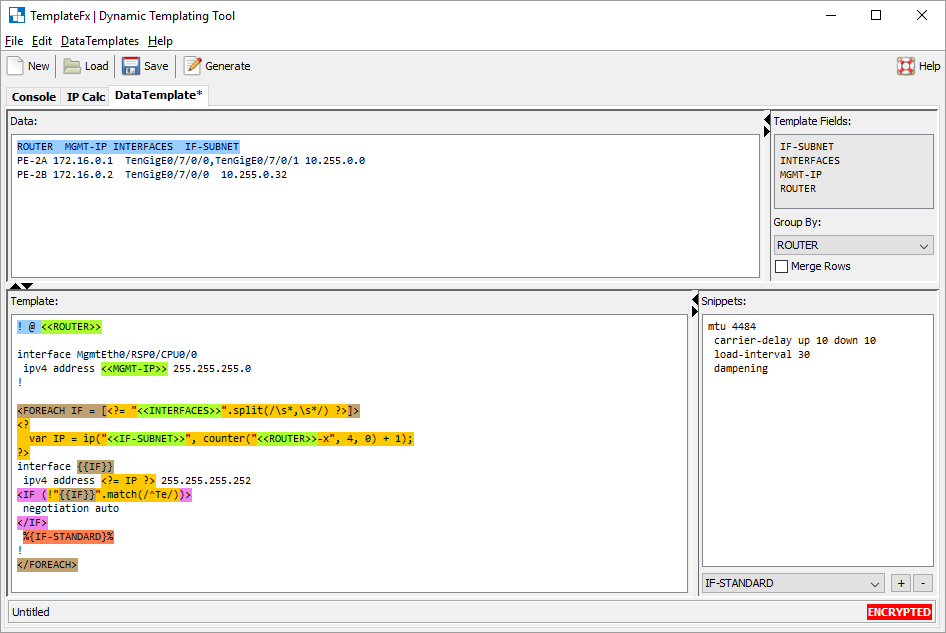 TemplateFx | Dynamic Templating Tool
File Edit DataTemplates Help
New Load Save Generate Help
Console IP Calc DataTemplate*
Data:
ROUTER  MGMT-IP INTERFACES  IF-SUBNET
PE-2A 172.16.0.1  TenGigE0/7/0/0,TenGigE0/7/0/1 10.255.0.0
PE-2B 172.16.0.2  TenGigE0/7/0/0  10.255.0.32
Template Fields:
IF-SUBNET
INTERFACES
MGMT-IP
ROUTER
Group By:
ROUTER
Merge Rows
Template:
! @ <<ROUTER>>
interface MgmtEth0/RSP0/CPU0/0
 ipv4 address <<MGMT-IP>> 255.255.255.0
!
<FOREACH IF = [<?= "<<INTERFACES>>".split(/\s*,\s*/) ?>]>
<?
  var IP = ip("<<IF-SUBNET>>", counter("<<ROUTER>>-x", 4, 0) + 1);
?>
interface {{IF}}
 ipv4 address <?= IP ?> 255.255.255.252
<IF (!"{{IF}}".match(/^Te/))>
 negotiation auto
</IF>
 %{IF-STANDARD}%
!
</FOREACH>
Snippets:
mtu 4484
 carrier-delay up 10 down 10
 load-interval 30
 dampening
IF-STANDARD + -
Untitled ENCRYPTED